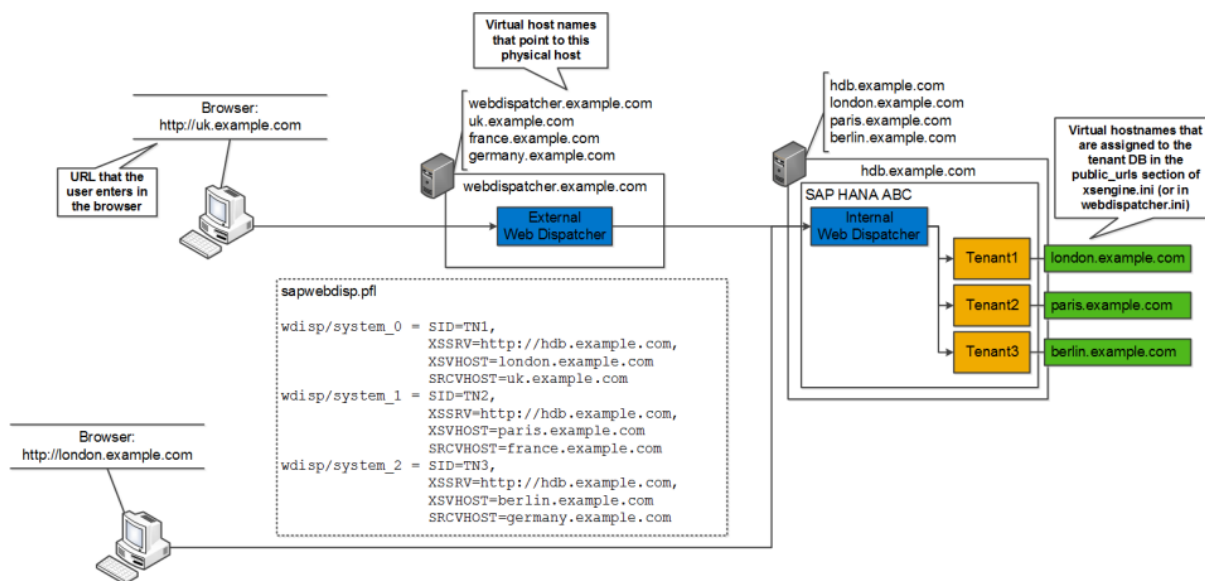 Virtual host names
that point to this
physical host
Browser:
http://uk.example.com
URL that the
user enters in
the browser
webdispatcher.example.com
uk.example.com
france.example.com
germany.example.com
webdispatcher.example.com
External
Web Dispatcher
hdb.example.com
london.example.com
paris.example.com
berlin.example.com
hdb.example.com
SAP HANA ABC
Internal
Web Dispatcher
Tenant1
Tenant2
Tenant3
Virtual hostnames that
are assigned to the
tenant DB in the
public_urls section of
xsengine.ini (or in
webdispatcher.ini)
london.example.com
paris.example.com
berlin.example.com
sapwebdisp.pfl
wdisp/system_0 = SID=TN1,
XSSRV=http://hdb.example.com,
XSVHOST=london.example.com
SRCVHOST=uk.example.com
wdisp/system_1 = SID=TN2,
XSSRV=http://hdb.example.com,
XSVHOST=paris.example.com
SRCVHOST=france.example.com
wdisp/system_2 = SID=TN3,
XSSRV=http://hdb.example.com,
XSVHOST=berlin.example.com
SRCVHOST=germany.example.com
Browser:
http://london.example.com